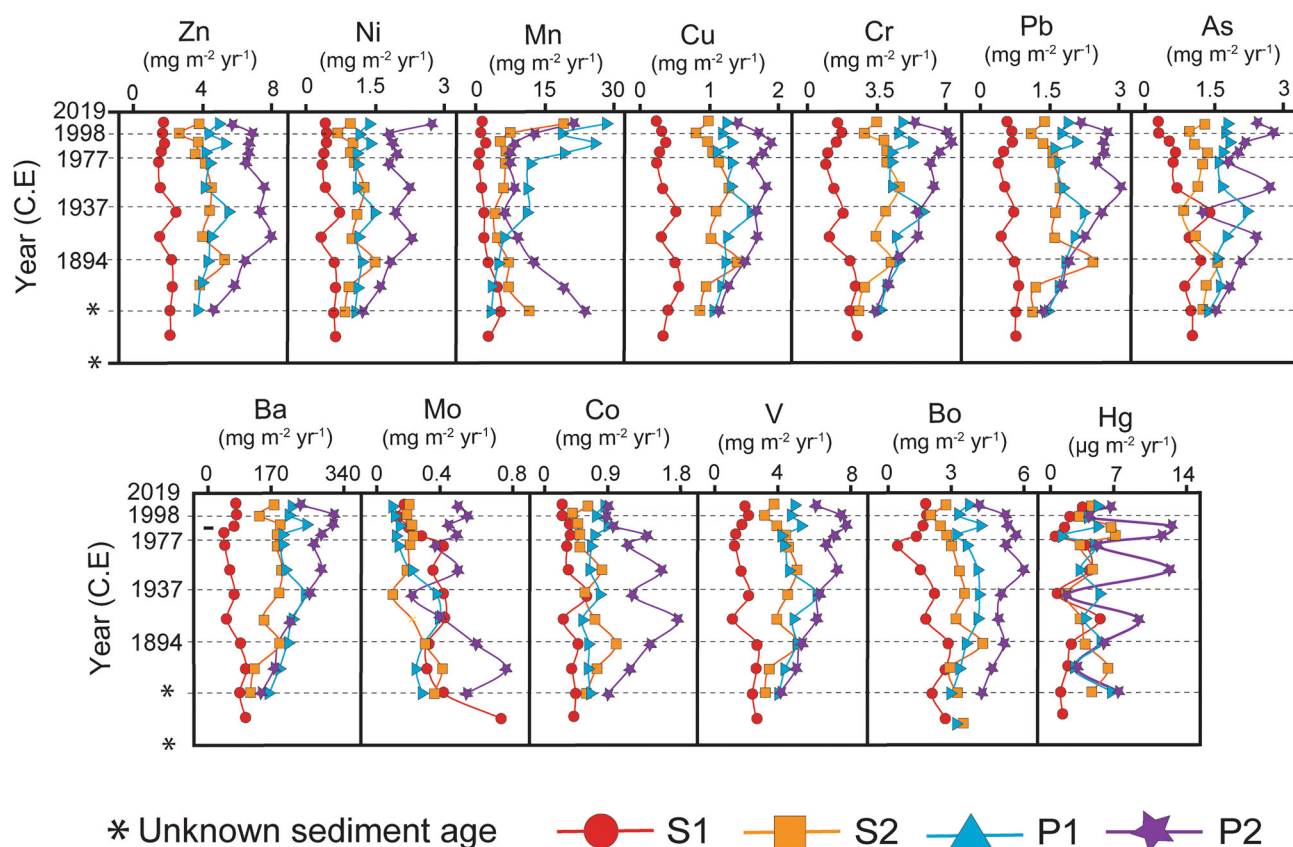 Zn Ni Mn Cu Cr Pb As
(mg m⁻² yr⁻¹) (mg m⁻² yr⁻¹) (mg m⁻² yr⁻¹) (mg m⁻² yr⁻¹) (mg m⁻² yr⁻¹) (mg m⁻² yr⁻¹) (mg m⁻² yr⁻¹)
0 4 8 0 1.5 3 0 15 30 0 1 2 0 3.5 7 0 1.5 3 0 1.5 3
2019
1998
1977
1937
1894
*
*
Year (C.E)
Ba Mo Co V Bo Hg
(mg m⁻² yr⁻¹) (mg m⁻² yr⁻¹) (mg m⁻² yr⁻¹) (mg m⁻² yr⁻¹) (mg m⁻² yr⁻¹) (µg m⁻² yr⁻¹)
0 170 340 0 0.4 0.8 0 0.9 1.8 0 4 8 0 3 6 0 7 14
2019
1998
-
1977
1937
1894
*
*
Year (C.E)
* Unknown sediment age S1 S2 P1 P2